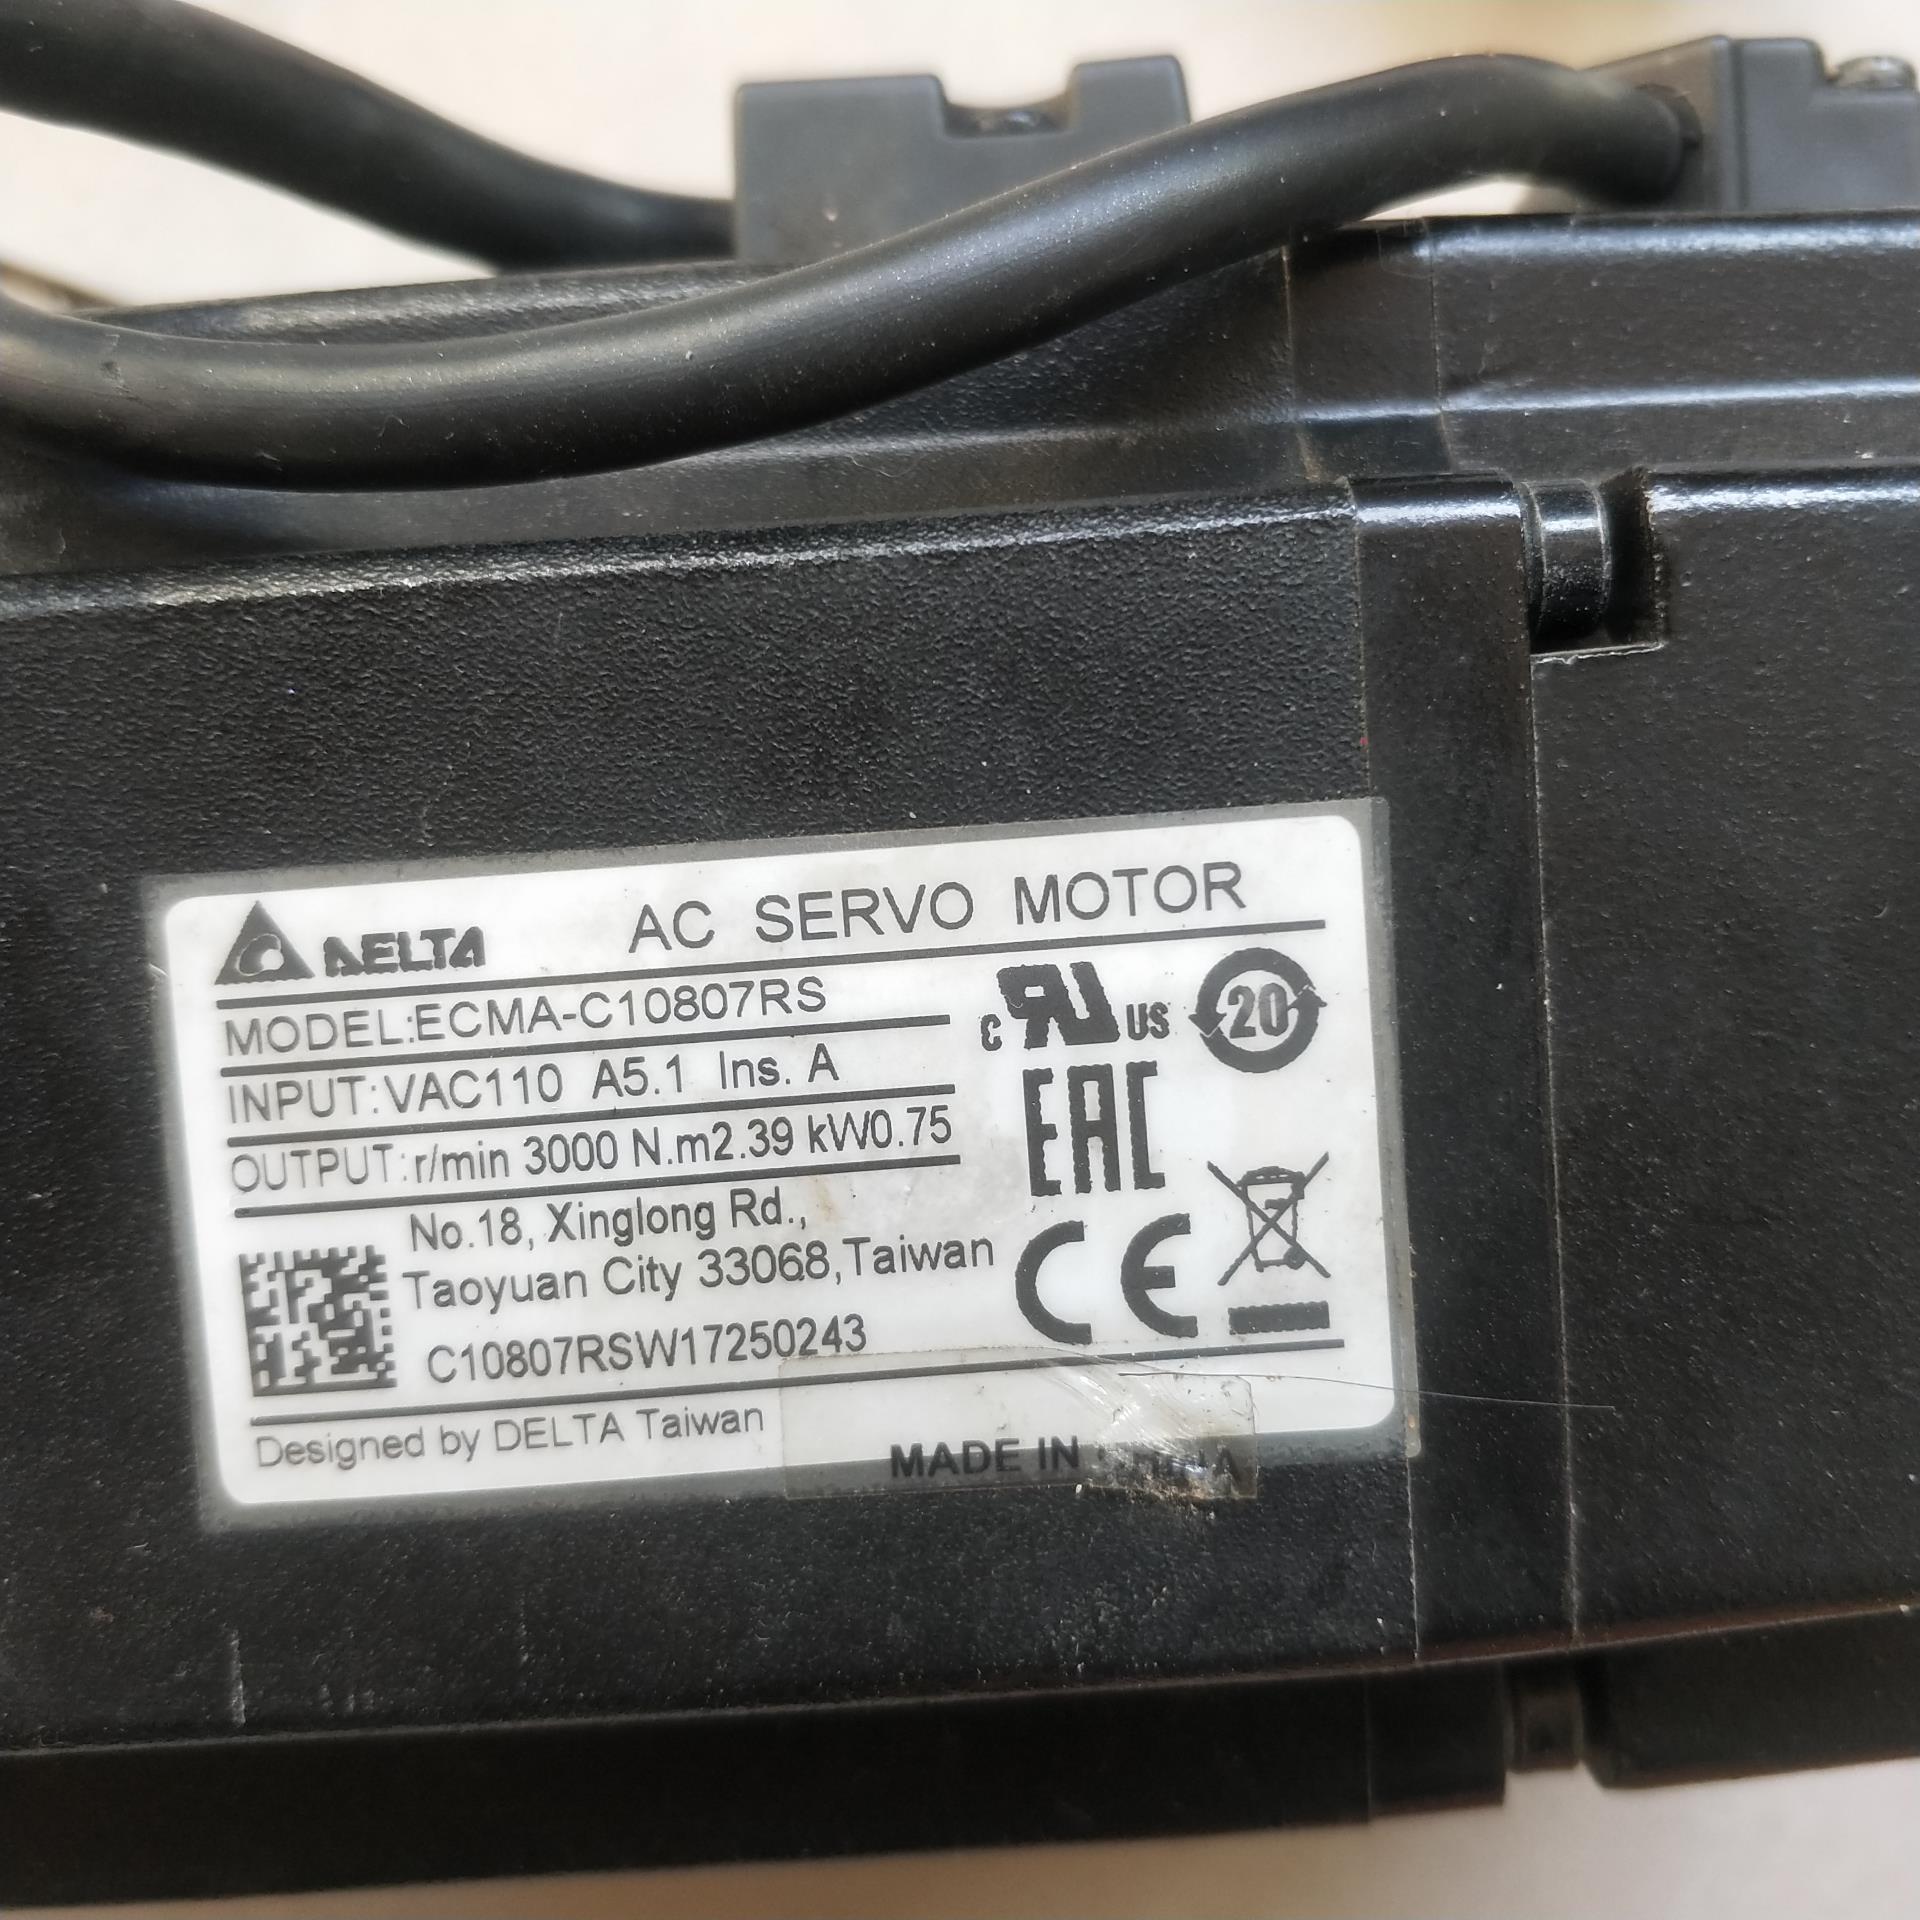 DELTA AC SERVO MOTOR
MODEL:ECMA-C10807RS
INPUT:VAC110 A5.1 Ins. A
OUTPUT:r/min 3000 N.m2.39 kW0.75
c RU US
20
EAC
No.18, Xinglong Rd.,
Taoyuan City 33068,Taiwan
CE
C10807RSW17250243
Designed by DELTA Taiwan
MADE IN CHINA